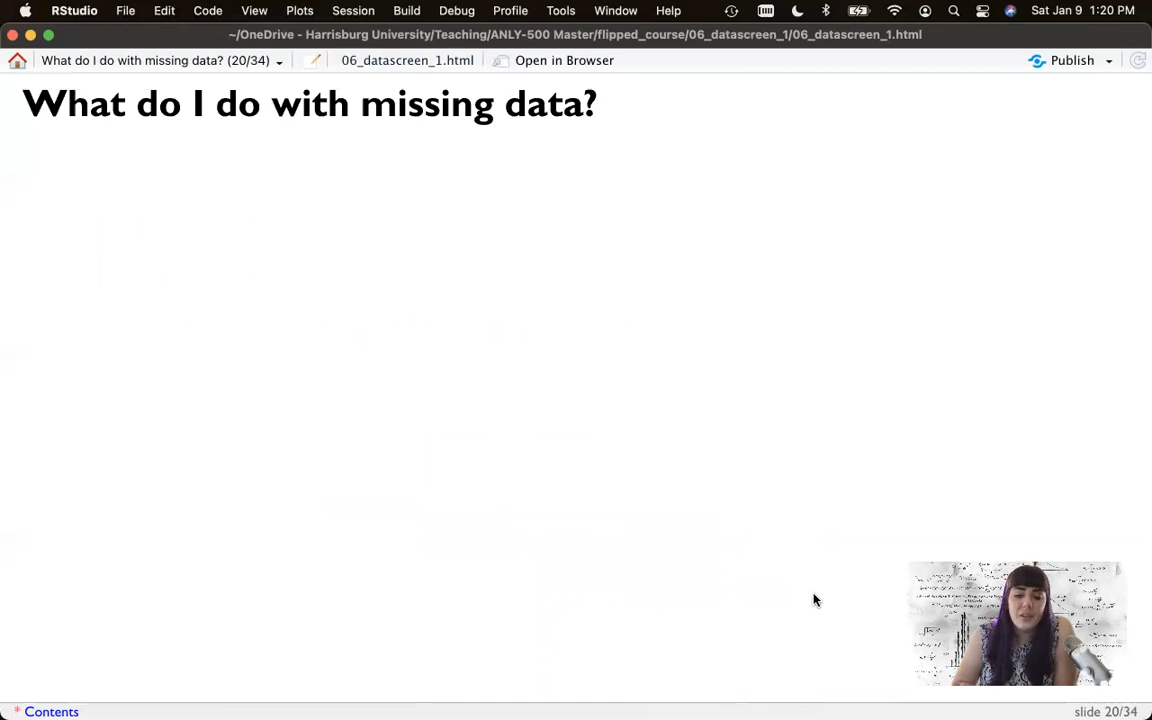 RStudio File Edit Code View Plots Session Build Debug Profile Tools Window Help Sat Jan 9 1:20 PM
~/OneDrive - Harrisburg University/Teaching/ANLY-500 Master/flipped_course/06_datascreen_1/06_datascreen_1.html
What do I do with missing data? (20/34) 06_datascreen_1.html Open in Browser Publish
What do I do with missing data?
* Contents slide 20/34